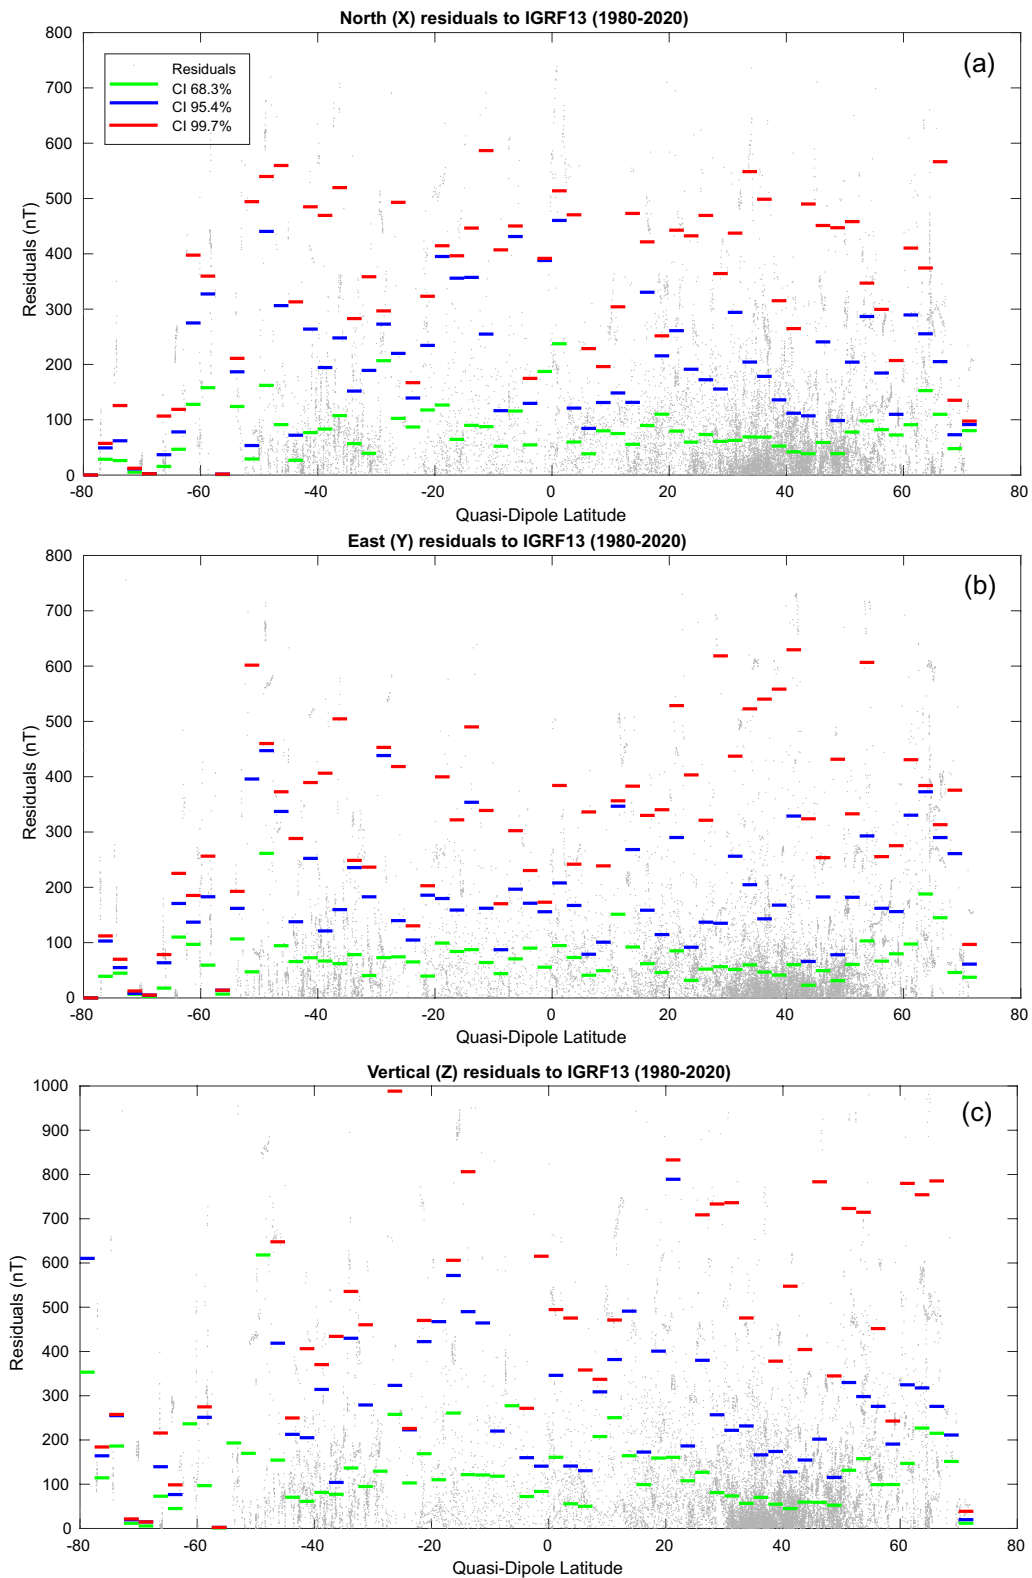 North (X) residuals to IGRF13 (1980-2020)
(a)
Residuals
CI 68.3%
CI 95.4%
CI 99.7%
Residuals (nT)
800
700
600
500
400
300
200
100
0
-80 -60 -40 -20 0 20 40 60 80
Quasi-Dipole Latitude
East (Y) residuals to IGRF13 (1980-2020)
(b)
Residuals (nT)
800
700
600
500
400
300
200
100
0
-80 -60 -40 -20 0 20 40 60 80
Quasi-Dipole Latitude
Vertical (Z) residuals to IGRF13 (1980-2020)
(c)
Residuals (nT)
1000
900
800
700
600
500
400
300
200
100
0
-80 -60 -40 -20 0 20 40 60 80
Quasi-Dipole Latitude